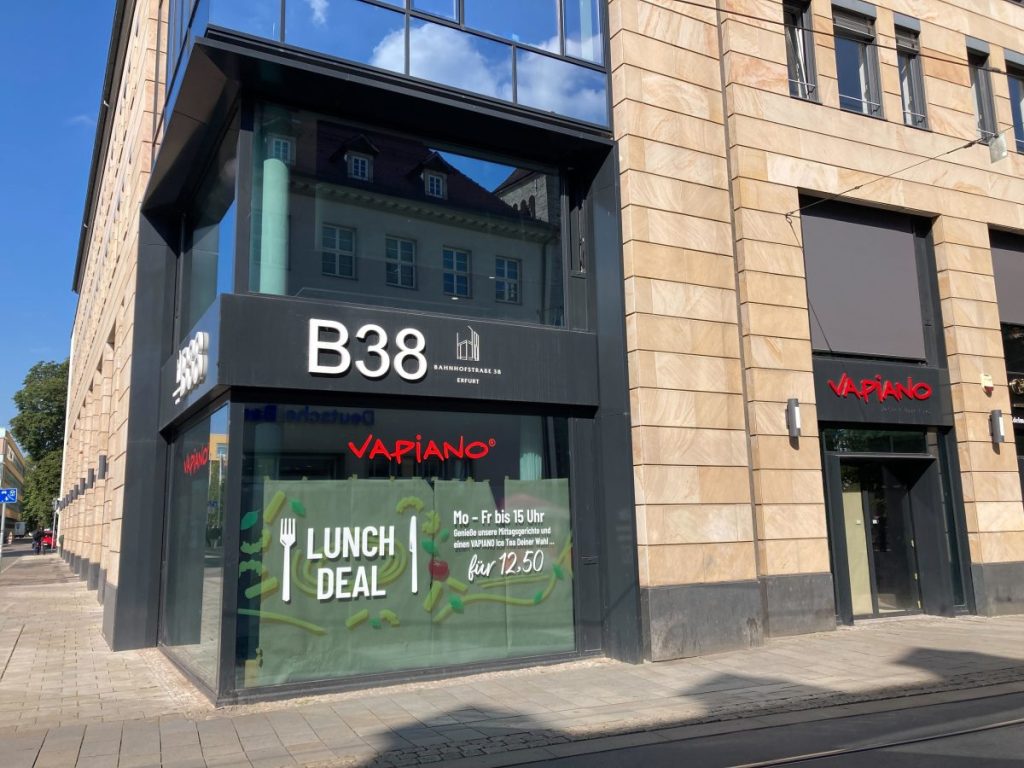 B38
BAHNHOFSTRAßE 38
ERFURT
VAPIANO
VAPIANO®
VAPIANO
LUNCH
DEAL
Mo – Fr bis 15 Uhr
Genieße unsere Mittagsgerichte und
einen VAPIANO Ice Tea Deiner Wahl ...
für 12,50